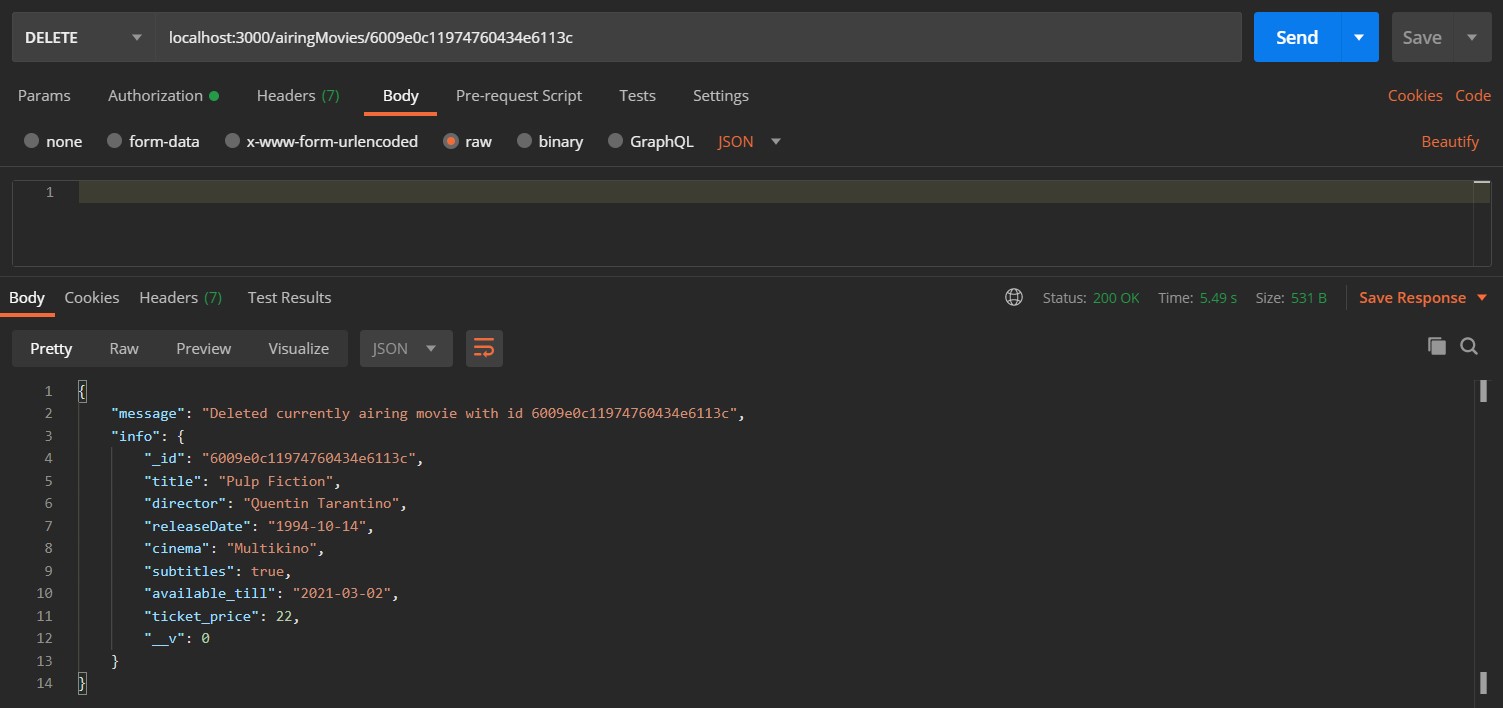 DELETE localhost:3000/airingMovies/6009e0c11974760434e6113c Send Save
Params Authorization Headers (7) Body Pre-request Script Tests Settings Cookies Code
none form-data x-www-form-urlencoded raw binary GraphQL JSON Beautify
1
Body Cookies Headers (7) Test Results Status: 200 OK Time: 5.49 s Size: 531 B Save Response
Pretty Raw Preview Visualize JSON
1 {
2 "message": "Deleted currently airing movie with id 6009e0c11974760434e6113c",
3 "info": {
4 "_id": "6009e0c11974760434e6113c",
5 "title": "Pulp Fiction",
6 "director": "Quentin Tarantino",
7 "releaseDate": "1994-10-14",
8 "cinema": "Multikino",
9 "subtitles": true,
10 "available_till": "2021-03-02",
11 "ticket_price": 22,
12 "__v": 0
13 }
14 }